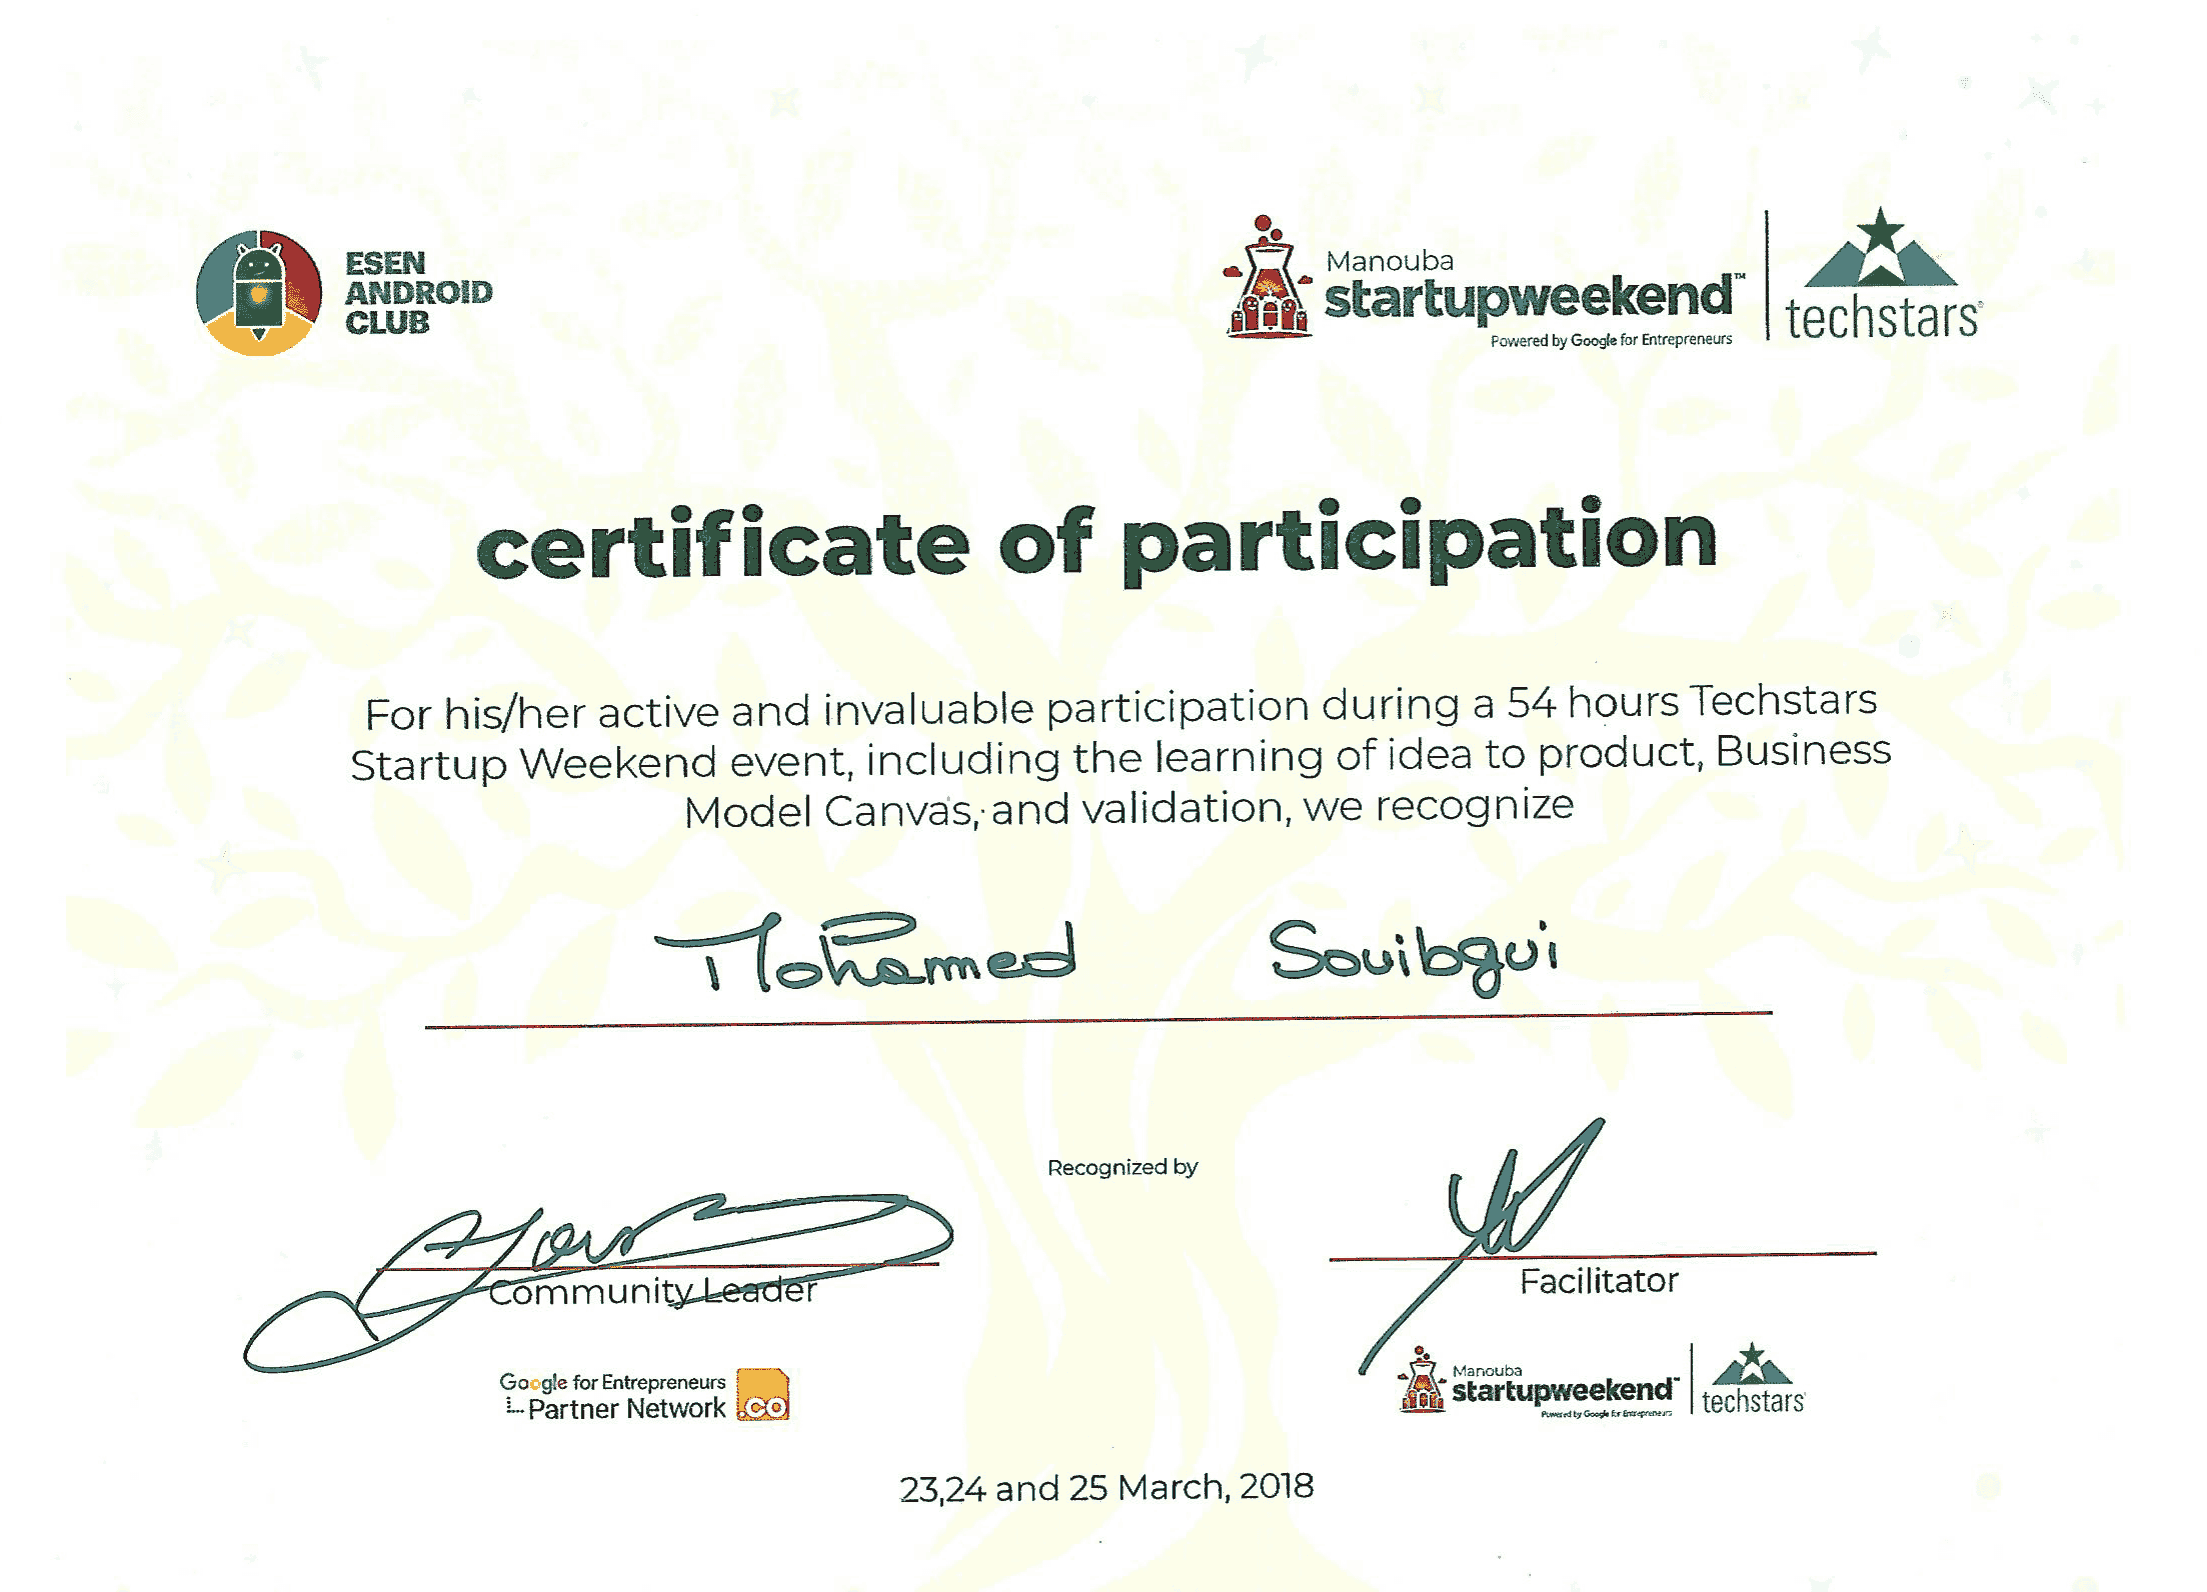 ESEN
ANDROID
CLUB
Manouba
startupweekend™
Powered by Google for Entrepreneurs
techstars
certificate of participation
For his/her active and invaluable participation during a 54 hours Techstars
Startup Weekend event, including the learning of idea to product, Business
Model Canvas, and validation, we recognize
Mohamed Souibgui
Recognized by
Community Leader
Facilitator
Google for Entrepreneurs
Partner Network
.co
Manouba
startupweekend
Powered by Google for Entrepreneurs
techstars
23,24 and 25 March, 2018